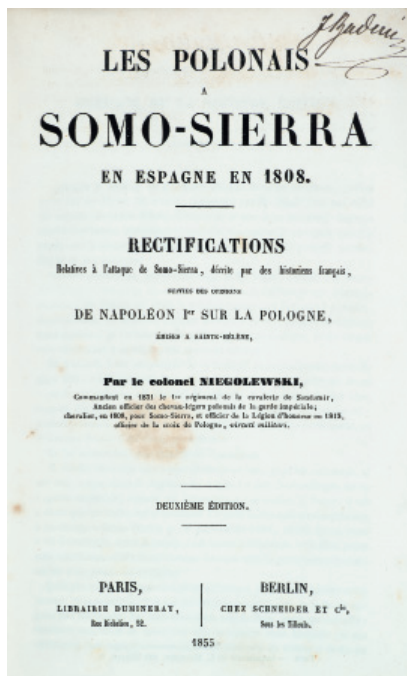 LES POLONAIS
A
SOMO-SIERRA
EN ESPAGNE EN 1808.
RECTIFICATIONS
Relatives à l'attaque de Somo-Sierra, décrite par des historiens français,
SUIVIES DES OPINIONS
DE NAPOLÉON Ier SUR LA POLOGNE,
ÉMISES A SAINTE-HÉLÈNE,
Par le colonel NIEGOLEWSKI,
Commandant en 1831 le 1er régiment de la cavalerie de Sandomir,
Ancien officier des chevau-légers polonais de la garde impériale;
chevalier, en 1808, pour Somo-Sierra, et officier de la Légion d'honneur en 1813,
officier de la croix de Pologne, virtuti militari.
DEUXIÈME ÉDITION.
PARIS,
LIBRAIRIE DUMINERAY,
Rue Richelieu, 52.
BERLIN,
CHEZ SCHNEIDER ET Cie,
Sous les Tilleuls.
1855